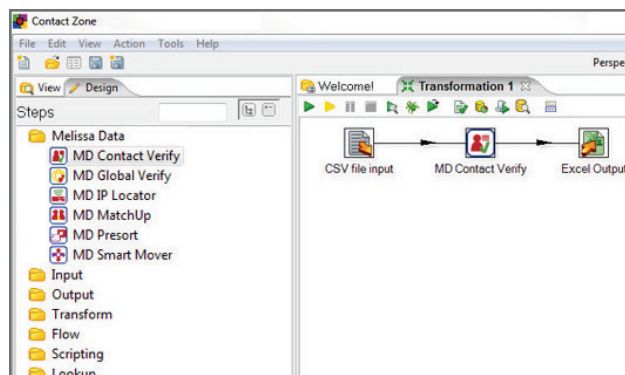 Contact Zone
File Edit View Action Tools Help
Perspe
View Design
Welcome! Transformation 1
Steps
Melissa Data
MD Contact Verify
MD Global Verify
MD IP Locator
MD MatchUp
MD Presort
MD Smart Mover
Input
Output
Transform
Flow
Scripting
Lookup
CSV file input MD Contact Verify Excel Output